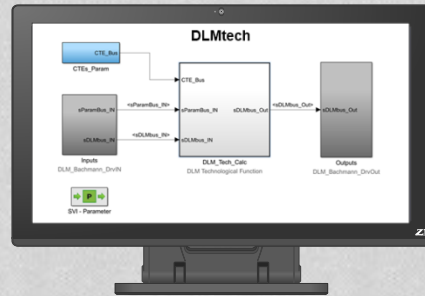 DLMtech
CTE_Bus
CTEs_Param
CTE_Bus
sParamBus_IN
<sParamBus_IN>
sParamBus_IN
sDLMbus_Out
<sDLMbus_Out>
sDLMbus_Out
sDLMbus_IN
<sDLMbus_IN>
sDLMbus_IN
Inputs
DLM_Bachmann_DrvIN
DLM_Tech_Calc
DLM Technological Function
Outputs
DLM_Bachmann_DrvOut
P
SVI - Parameter